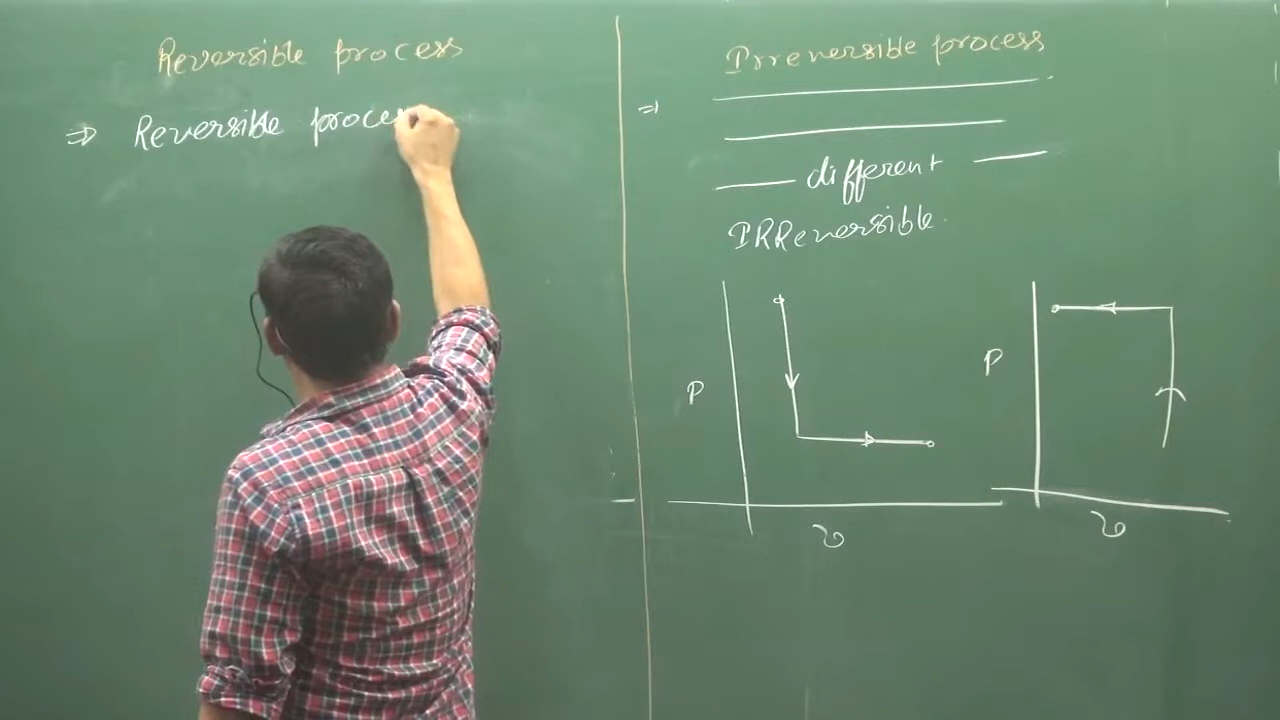 Reversible process
⇒ Reversible proces
Irreversible process
⇒
different
IRReversible.
P
v
P
v